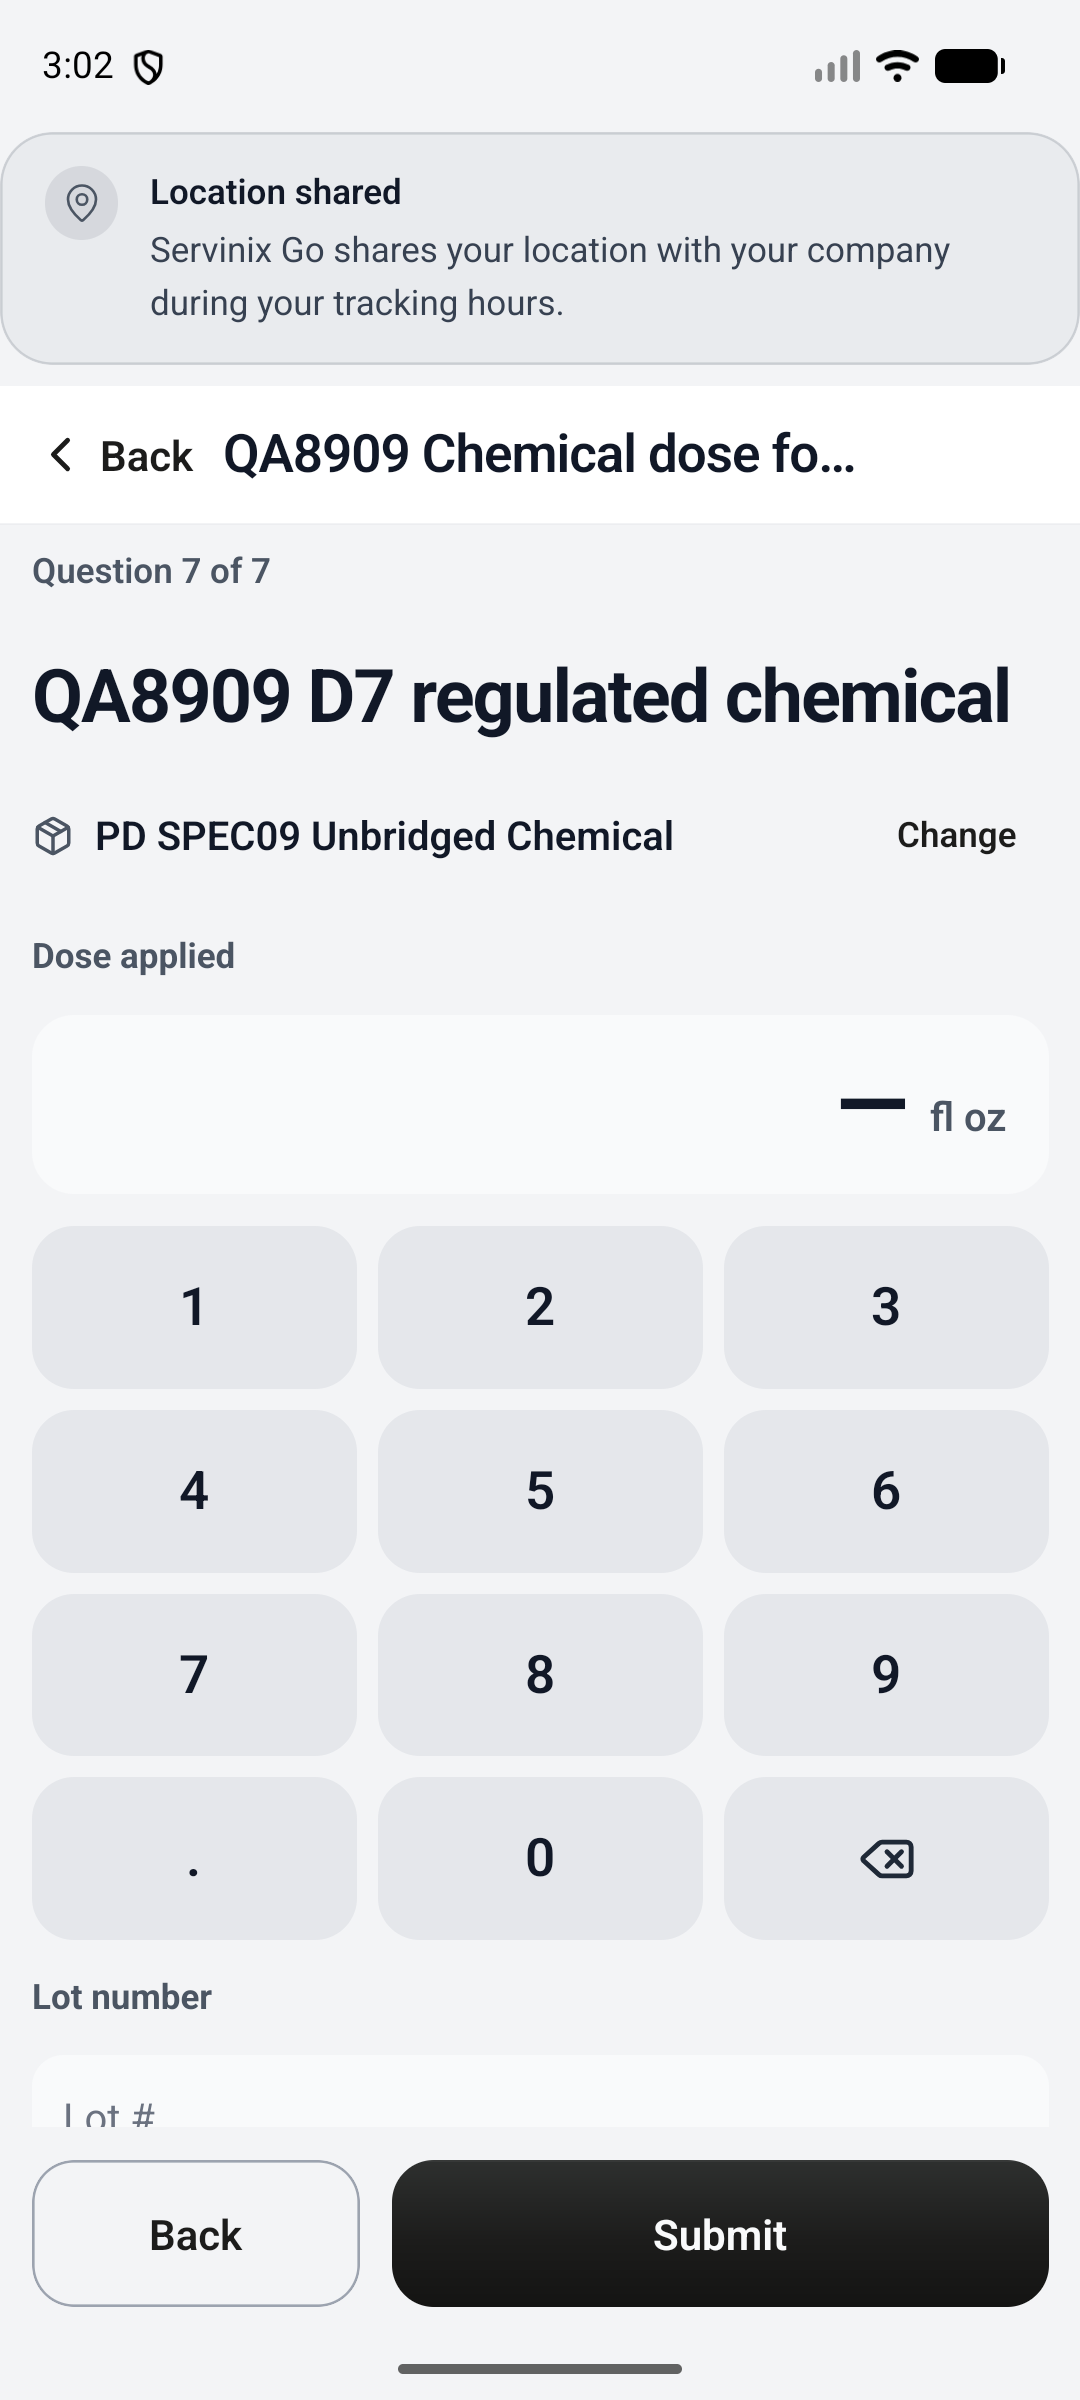 3:02
Location shared
Servinix Go shares your location with your company
during your tracking hours.
Back QA8909 Chemical dose fo...
Question 7 of 7
QA8909 D7 regulated chemical
PD SPEC09 Unbridged Chemical Change
Dose applied
— fl oz
1 2 3
4 5 6
7 8 9
. 0
Lot number
Lot #
Back Submit